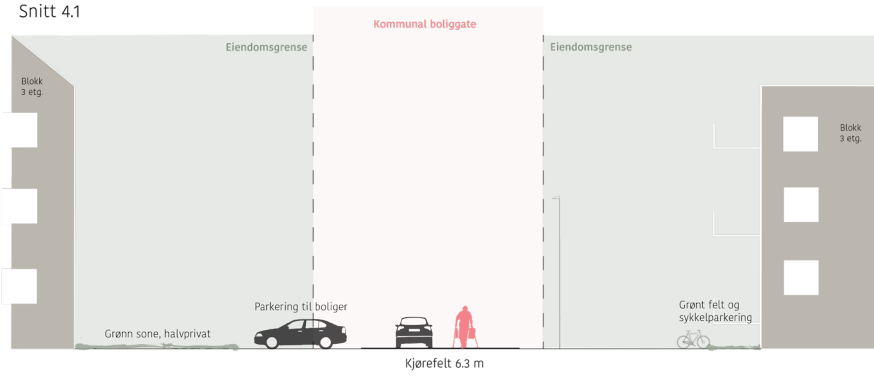 Snitt 4.1
Kommunal boliggate
Eiendomsgrense
Eiendomsgrense
Blokk
3 etg.
Blokk
3 etg.
Parkering til boliger
Grønn sone, halvprivat
Grønt felt og
sykkelparkering
Kjørefelt 6.3 m